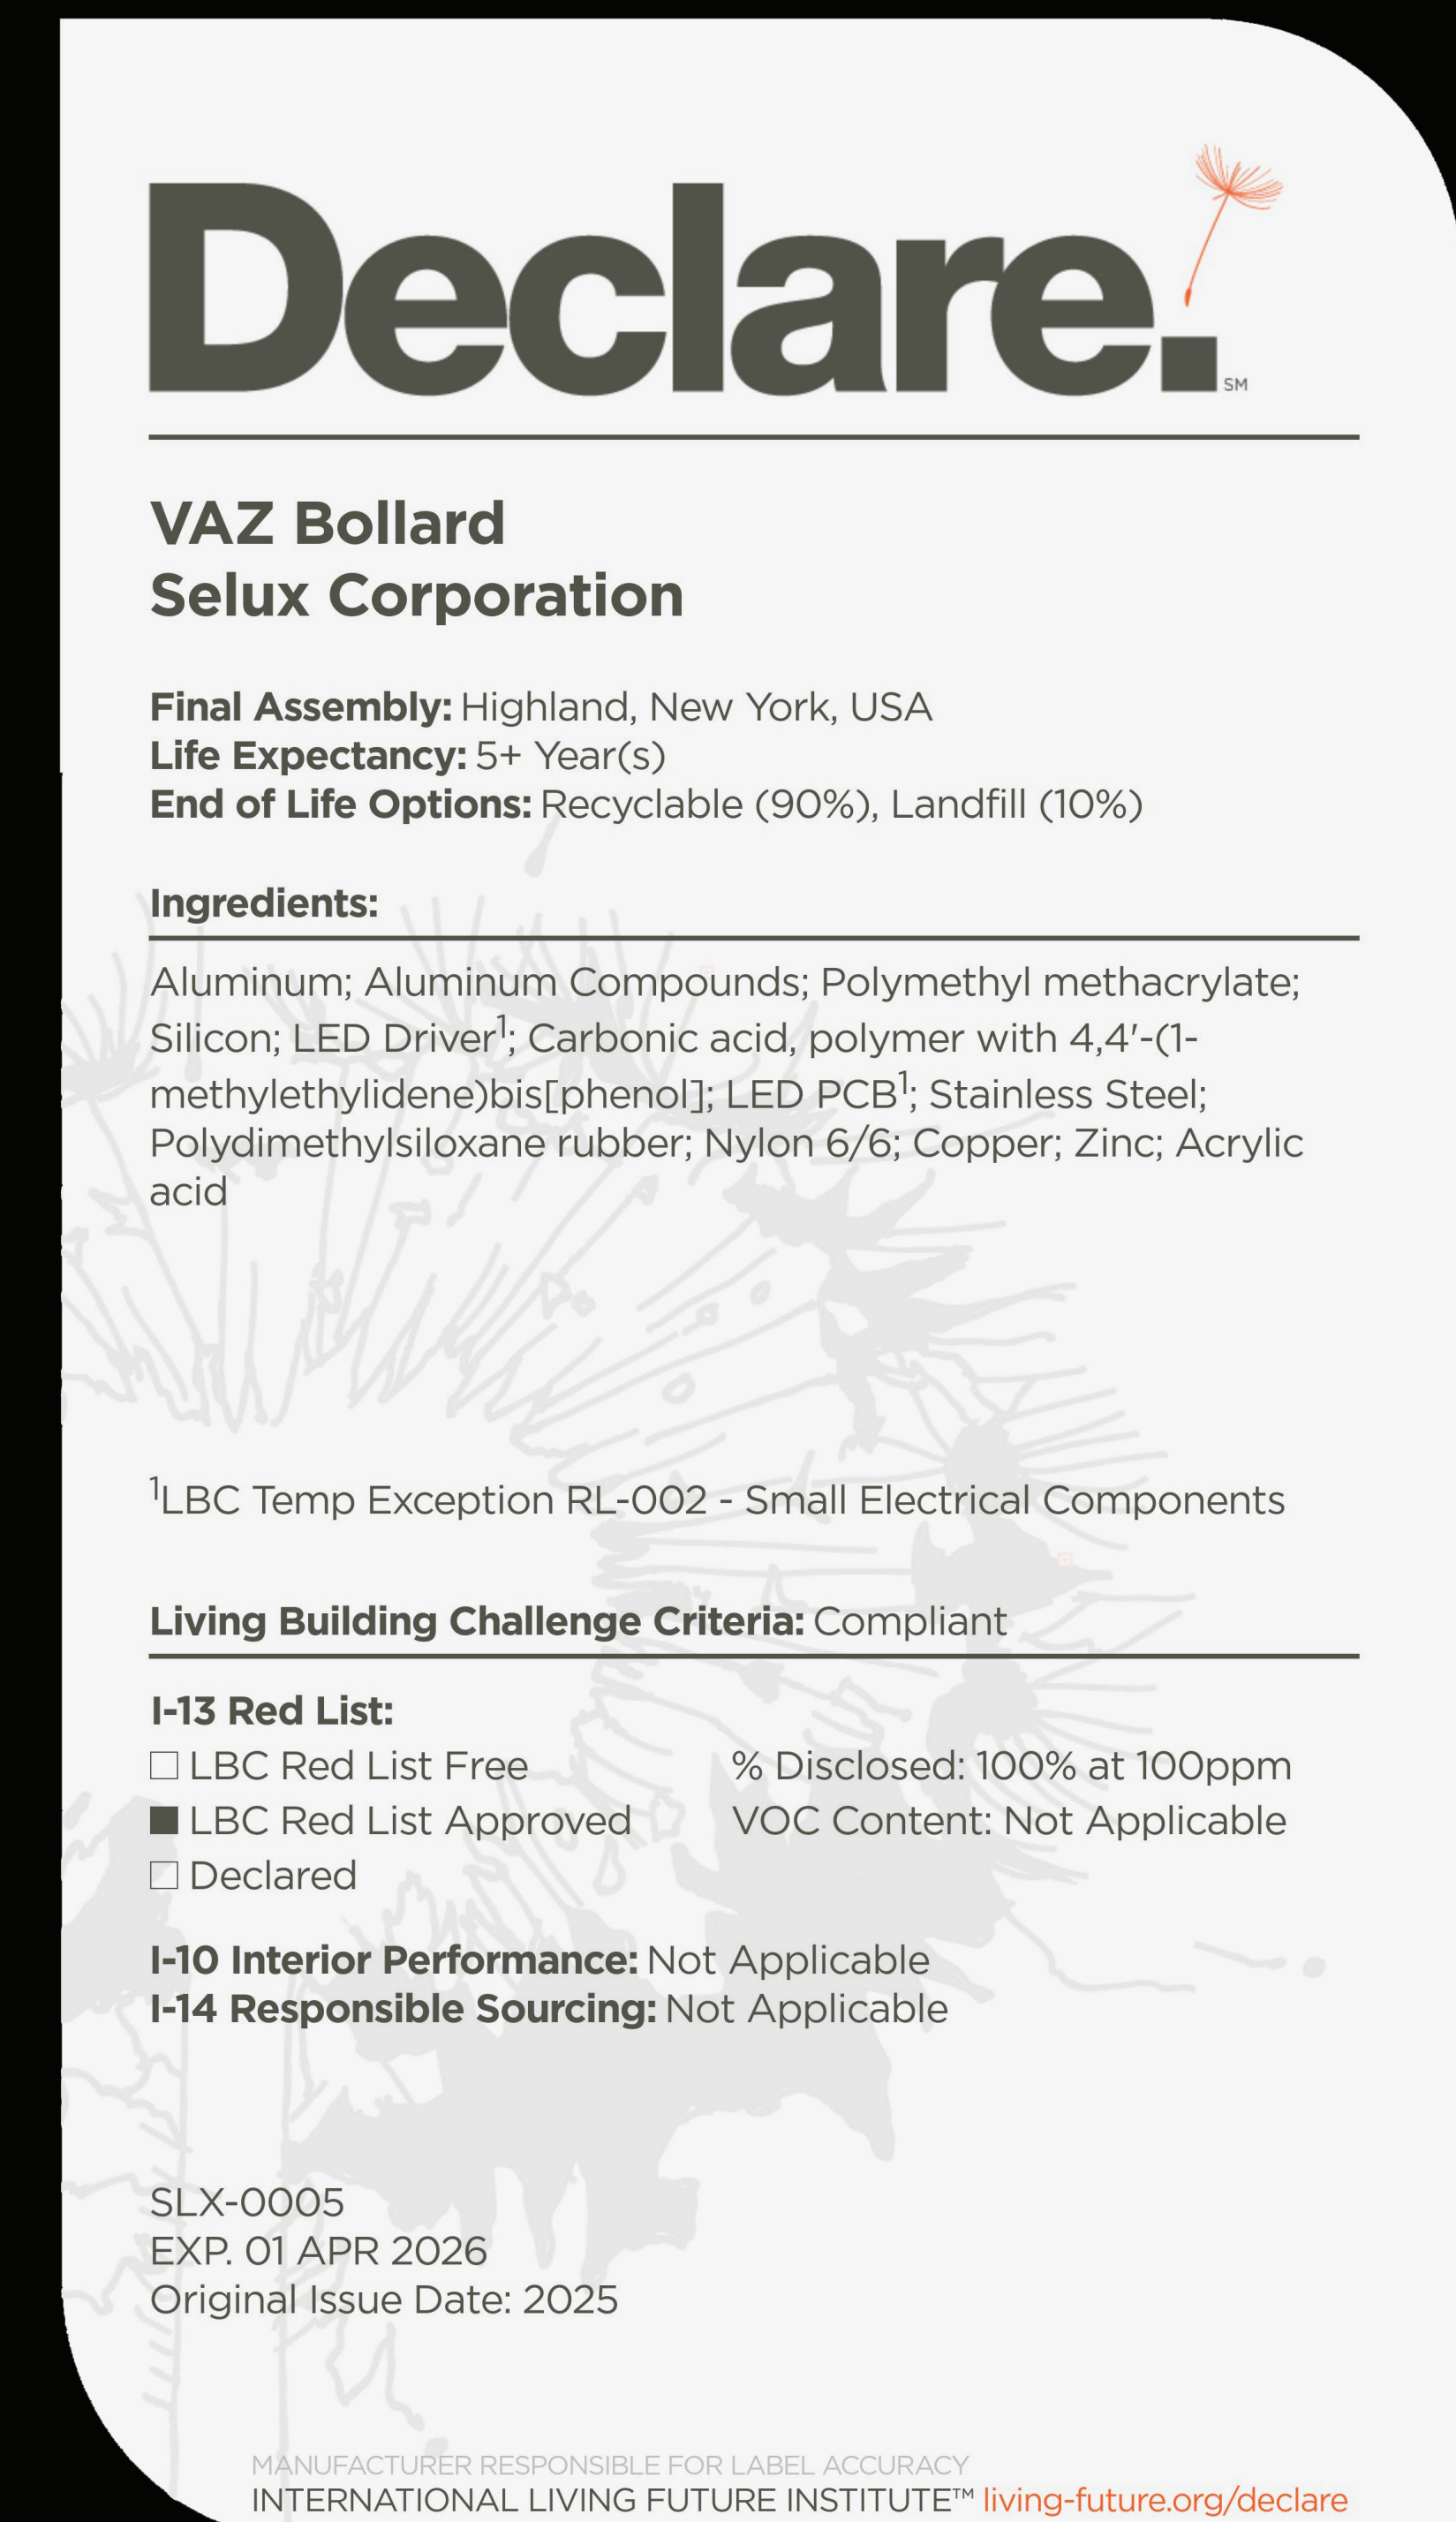 Declare.
SM
VAZ Bollard
Selux Corporation
Final Assembly: Highland, New York, USA
Life Expectancy: 5+ Year(s)
End of Life Options: Recyclable (90%), Landfill (10%)
Ingredients:
Aluminum; Aluminum Compounds; Polymethyl methacrylate;
Silicon; LED Driver¹; Carbonic acid, polymer with 4,4'-(1-
methylethylidene)bis[phenol]; LED PCB¹; Stainless Steel;
Polydimethylsiloxane rubber; Nylon 6/6; Copper; Zinc; Acrylic
acid
¹LBC Temp Exception RL-002 - Small Electrical Components
Living Building Challenge Criteria: Compliant
I-13 Red List:
□ LBC Red List Free % Disclosed: 100% at 100ppm
■ LBC Red List Approved VOC Content: Not Applicable
□ Declared
I-10 Interior Performance: Not Applicable
I-14 Responsible Sourcing: Not Applicable
SLX-0005
EXP. 01 APR 2026
Original Issue Date: 2025
MANUFACTURER RESPONSIBLE FOR LABEL ACCURACY
INTERNATIONAL LIVING FUTURE INSTITUTE™ living-future.org/declare